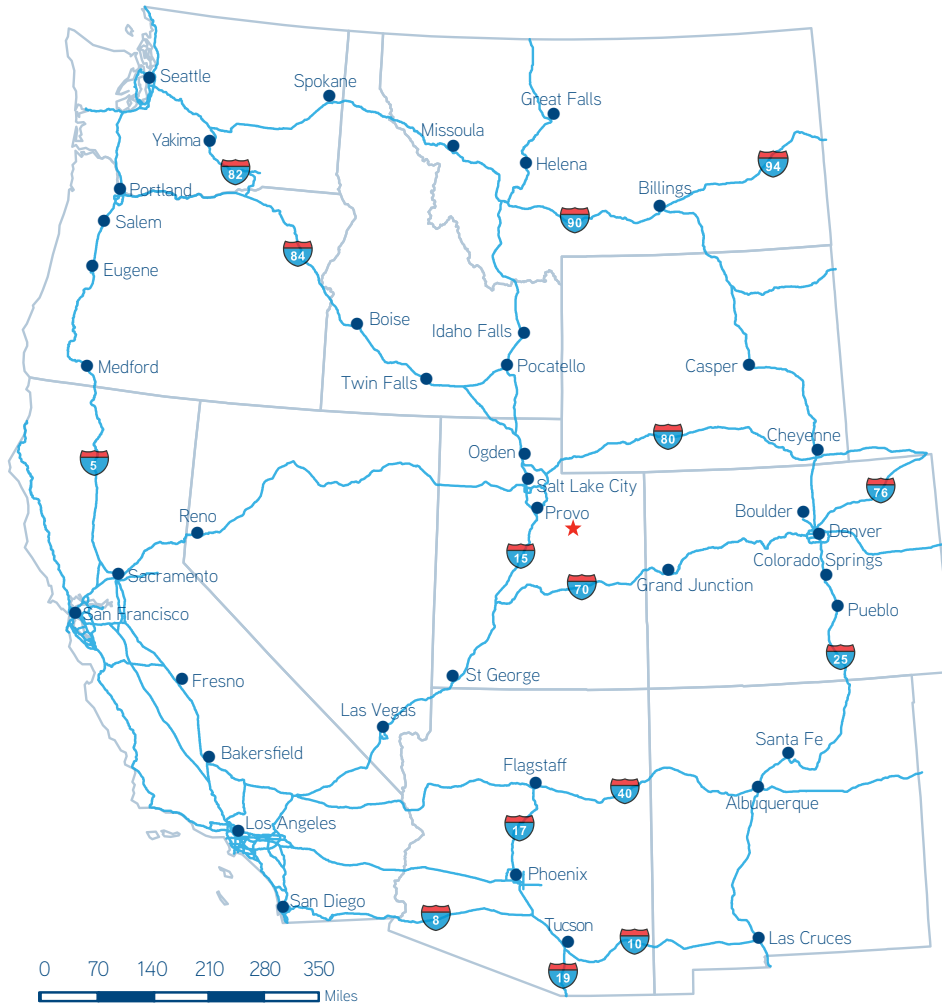 Seattle
Spokane
Great Falls
Yakima
Missoula
82
Helena
94
Portland
Billings
Salem
90
84
Eugene
Boise
Idaho Falls
Medford
Twin Falls
Pocatello
Casper
80
Cheyenne
5
Ogden
Salt Lake City
76
Reno
Provo
Boulder
Denver
15
Colorado Springs
Sacramento
70
Grand Junction
San Francisco
Pueblo
25
Fresno
St George
Las Vegas
Bakersfield
Santa Fe
Flagstaff
40
Albuquerque
Los Angeles
17
Phoenix
San Diego
8
Tucson
10
Las Cruces
19
0 70 140 210 280 350
Miles